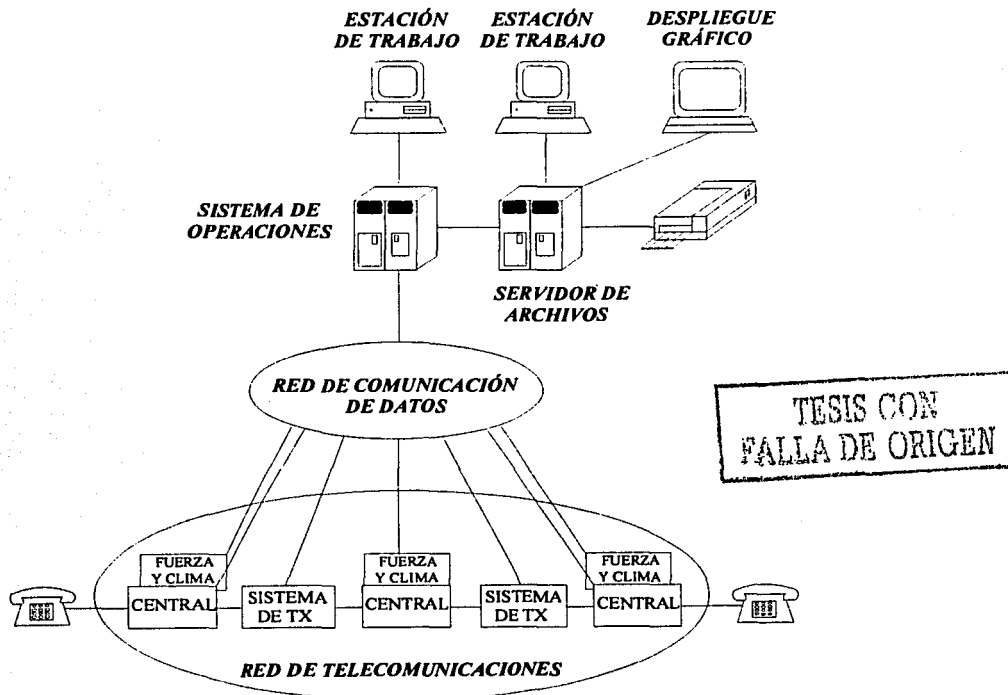 ESTACIÓN
DE TRABAJO
ESTACIÓN
DE TRABAJO
DESPLIEGUE
GRÁFICO
SISTEMA DE
OPERACIONES
SERVIDOR DE
ARCHIVOS
RED DE COMUNICACIÓN
DE DATOS
TESIS CON
FALLA DE ORIGEN
FUERZA
Y CLIMA
CENTRAL
SISTEMA
DE TX
FUERZA
Y CLIMA
CENTRAL
SISTEMA
DE TX
FUERZA
Y CLIMA
CENTRAL
RED DE TELECOMUNICACIONES